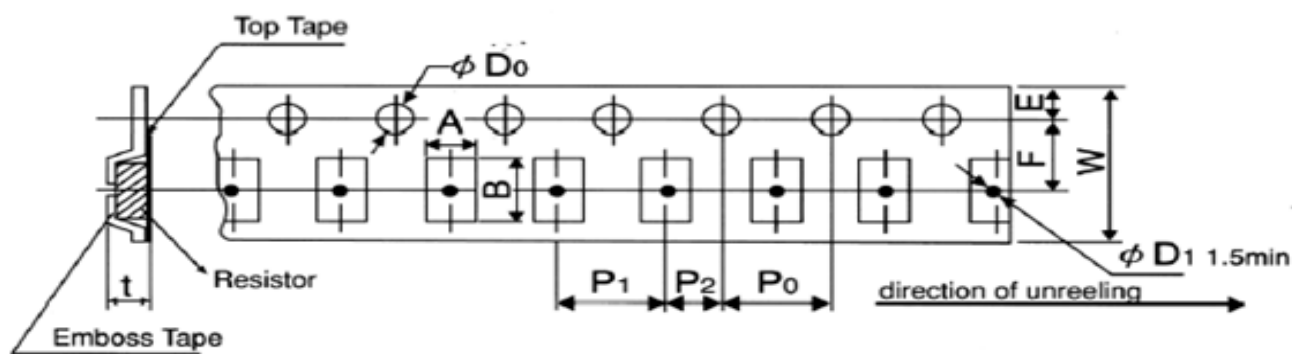 Top Tape
φ D0
A
B
E
F
W
φ D1 1.5min
P1
P2
P0
direction of unreeling
t
Resistor
Emboss Tape